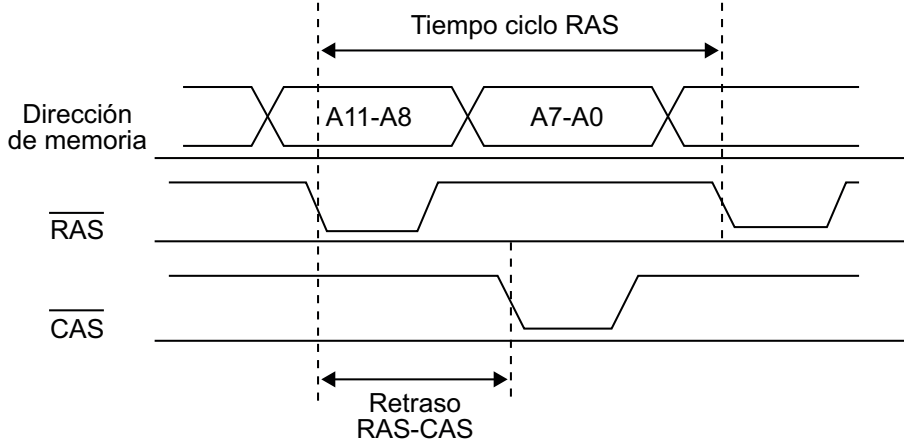 Tiempo ciclo RAS
Dirección
de memoria
A11-A8
A7-A0
RAS
CAS
Retraso
RAS-CAS